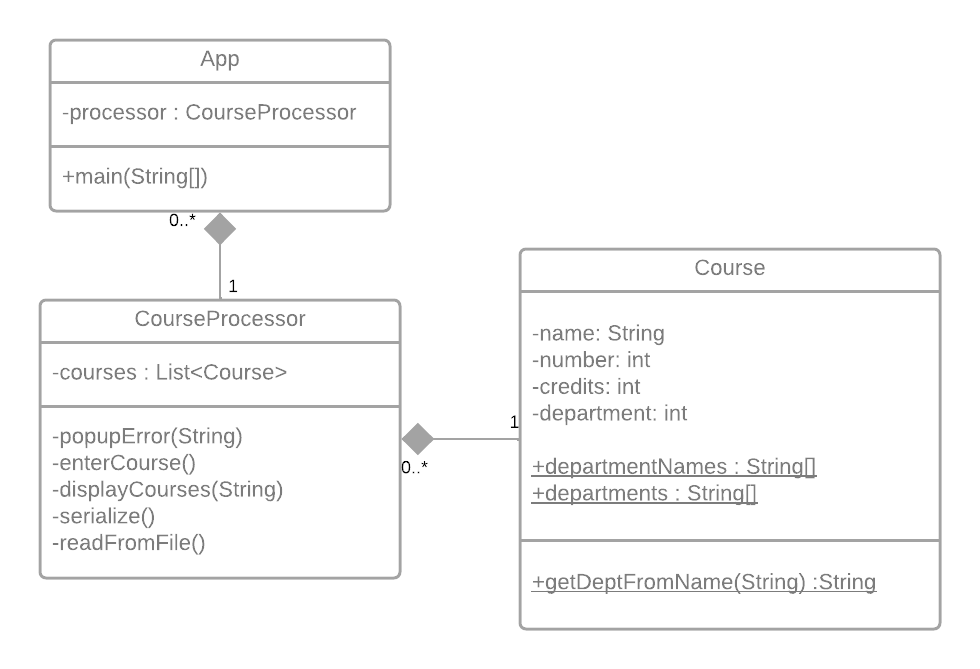 App
-processor : CourseProcessor
+main(String[])
0..*
1
CourseProcessor
-courses : List<Course>
-popupError(String)
-enterCourse()
-displayCourses(String)
-serialize()
-readFromFile()
0..*
1
Course
-name: String
-number: int
-credits: int
-department: int
+departmentNames : String[]
+departments : String[]
+getDeptFromName(String) :String